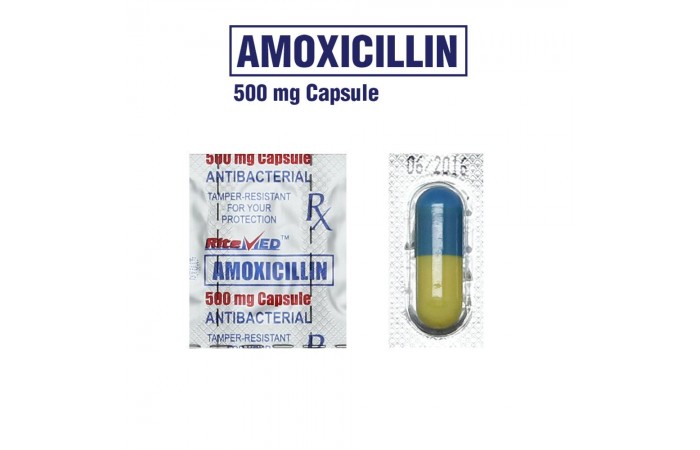 AMOXICILLIN
500 mg Capsule
500 mg Capsule
ANTIBACTERIAL
TAMPER-RESISTANT
FOR YOUR
PROTECTION
Rx
RiteMED™
AMOXICILLIN
500 mg Capsule
ANTIBACTERIAL
TAMPER-RESISTANT
06/2016